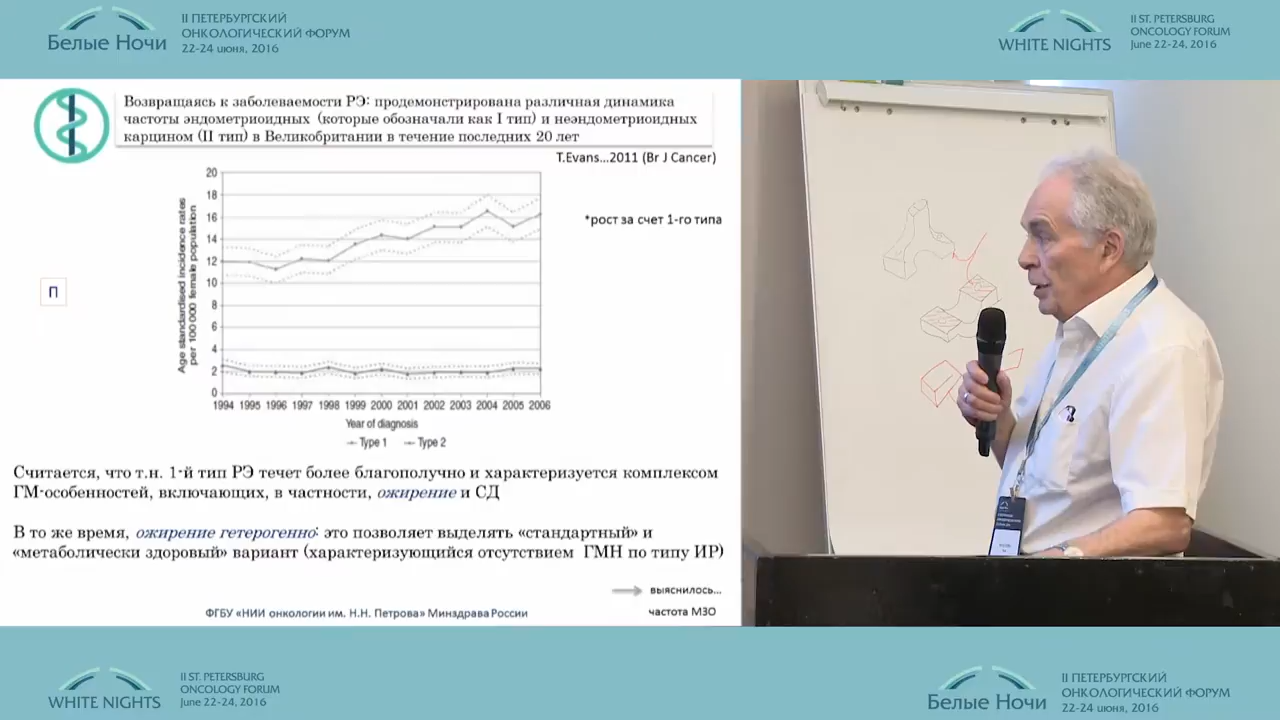 Белые Ночи
II ПЕТЕРБУРГСКИЙ
ОНКОЛОГИЧЕСКИЙ ФОРУМ
22-24 июня, 2016
WHITE NIGHTS
II ST. PETERSBURG
ONCOLOGY FORUM
June 22-24, 2016
Возвращаясь к заболеваемости РЭ: продемонстрирована различная динамика
частоты эндометриоидных (которые обозначали как I тип) и неэндометриоидных
карцином (II тип) в Великобритании в течение последних 20 лет
T.Evans...2011 (Br J Cancer)
*рост за счет 1-го типа
П
Age standardised incidence rates
per 100 000 female population
20
18
16
14
12
10
8
6
4
2
0
1994 1995 1996 1997 1998 1999 2000 2001 2002 2003 2004 2005 2006
Year of diagnosis
Type 1 Type 2
Считается, что т.н. 1-й тип РЭ течет более благополучно и характеризуется комплексом
ГМ-особенностей, включающих, в частности, ожирение и СД
В то же время, ожирение гетерогенно: это позволяет выделять «стандартный» и
«метаболически здоровый» вариант (характеризующийся отсутствием ГМН по типу ИР)
выяснилось...
частота МЗО
ФГБУ «НИИ онкологии им. Н.Н. Петрова» Минздрава России
WHITE NIGHTS
II ST. PETERSBURG
ONCOLOGY FORUM
June 22-24, 2016
Белые Ночи
II ПЕТЕРБУРГСКИЙ
ОНКОЛОГИЧЕСКИЙ ФОРУМ
22-24 июня, 2016